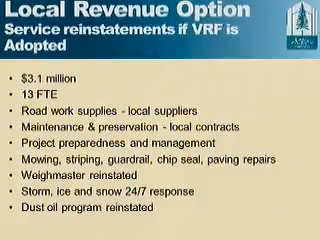 Local Revenue Option
Service reinstatements if VRF is
Adopted
• $3.1 million
• 13 FTE
• Road work supplies - local suppliers
• Maintenance & preservation - local contracts
• Project preparedness and management
• Mowing, striping, guardrail, chip seal, paving repairs
• Weighmaster reinstated
• Storm, ice and snow 24/7 response
• Dust oil program reinstated